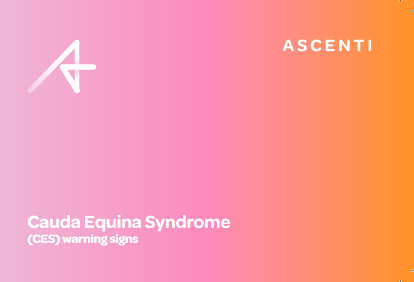 ASCENTI
Cauda Equina Syndrome
(CES) warning signs